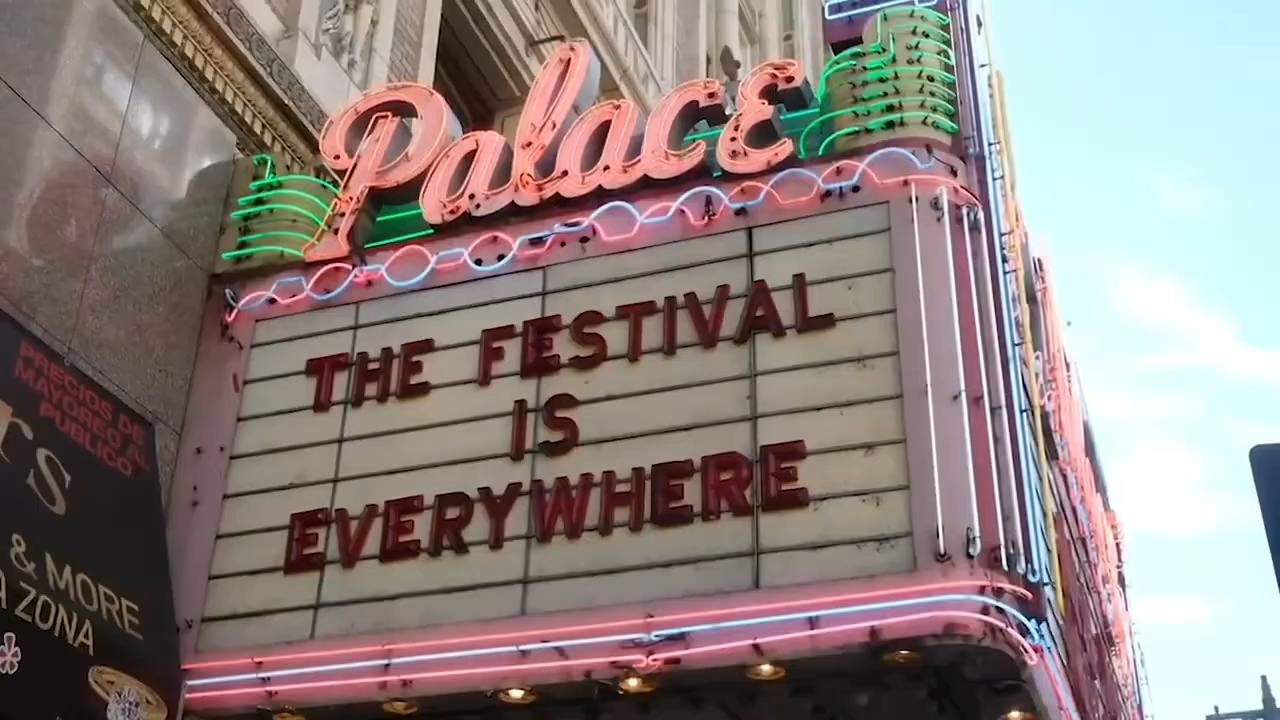 Palace
THE FESTIVAL
IS
EVERYWHERE
PRECIOS DE
MAYOREO AL
PUBLICO
& MORE
ZONA